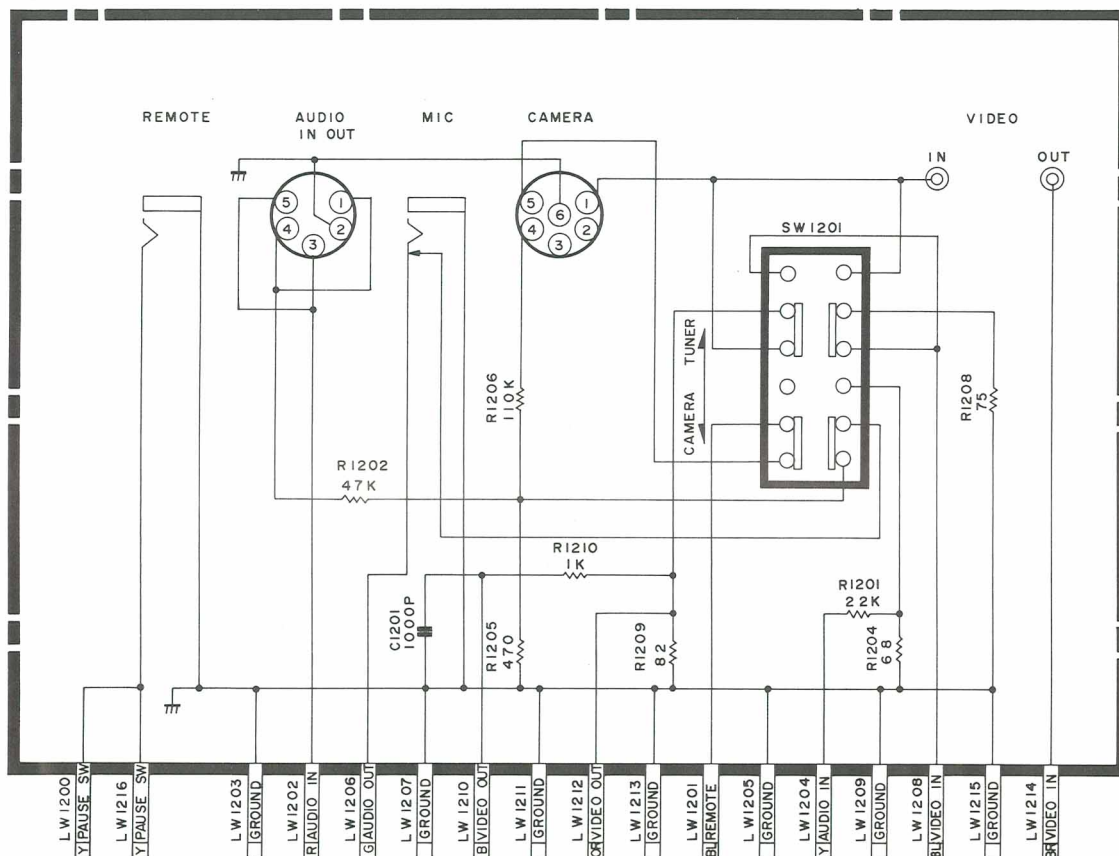 REMOTE
AUDIO
IN OUT
MIC
CAMERA
VIDEO
IN
OUT
5
1
4
2
3
5
1
6
4
2
3
SW1201
TUNER
CAMERA
R1206
110K
R1208
75
R1202
47K
R1210
1K
R1201
22K
C1201
1000P
R1205
470
R1209
82
R1204
68
LW1200
Y PAUSE SW
LW1216
Y PAUSE SW
LW1203
GROUND
LW1202
R AUDIO IN
LW1206
G AUDIO OUT
LW1207
GROUND
LW1210
B VIDEO OUT
LW1211
GROUND
LW1212
OR VIDEO OUT
LW1213
GROUND
LW1201
BL REMOTE
LW1205
GROUND
LW1204
Y AUDIO IN
LW1209
GROUND
LW1208
BL VIDEO IN
LW1215
GROUND
LW1214
BR VIDEO IN